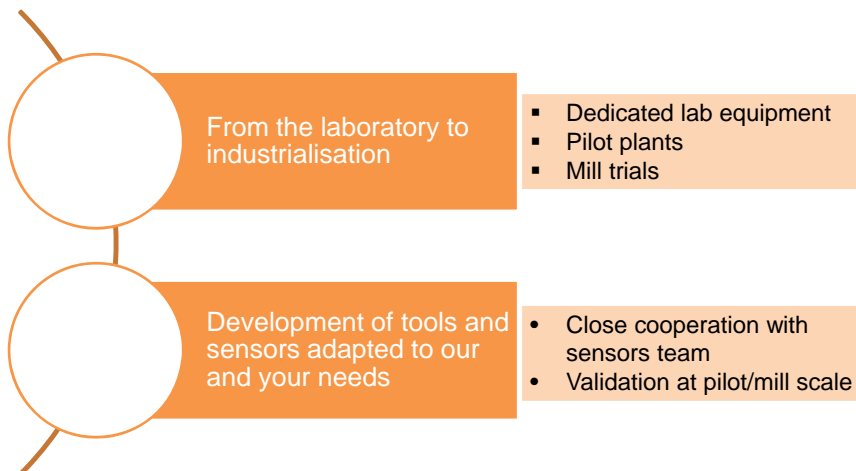 From the laboratory to
industrialisation
▪ Dedicated lab equipment
▪ Pilot plants
▪ Mill trials
Development of tools and
sensors adapted to our
and your needs
• Close cooperation with
sensors team
• Validation at pilot/mill scale